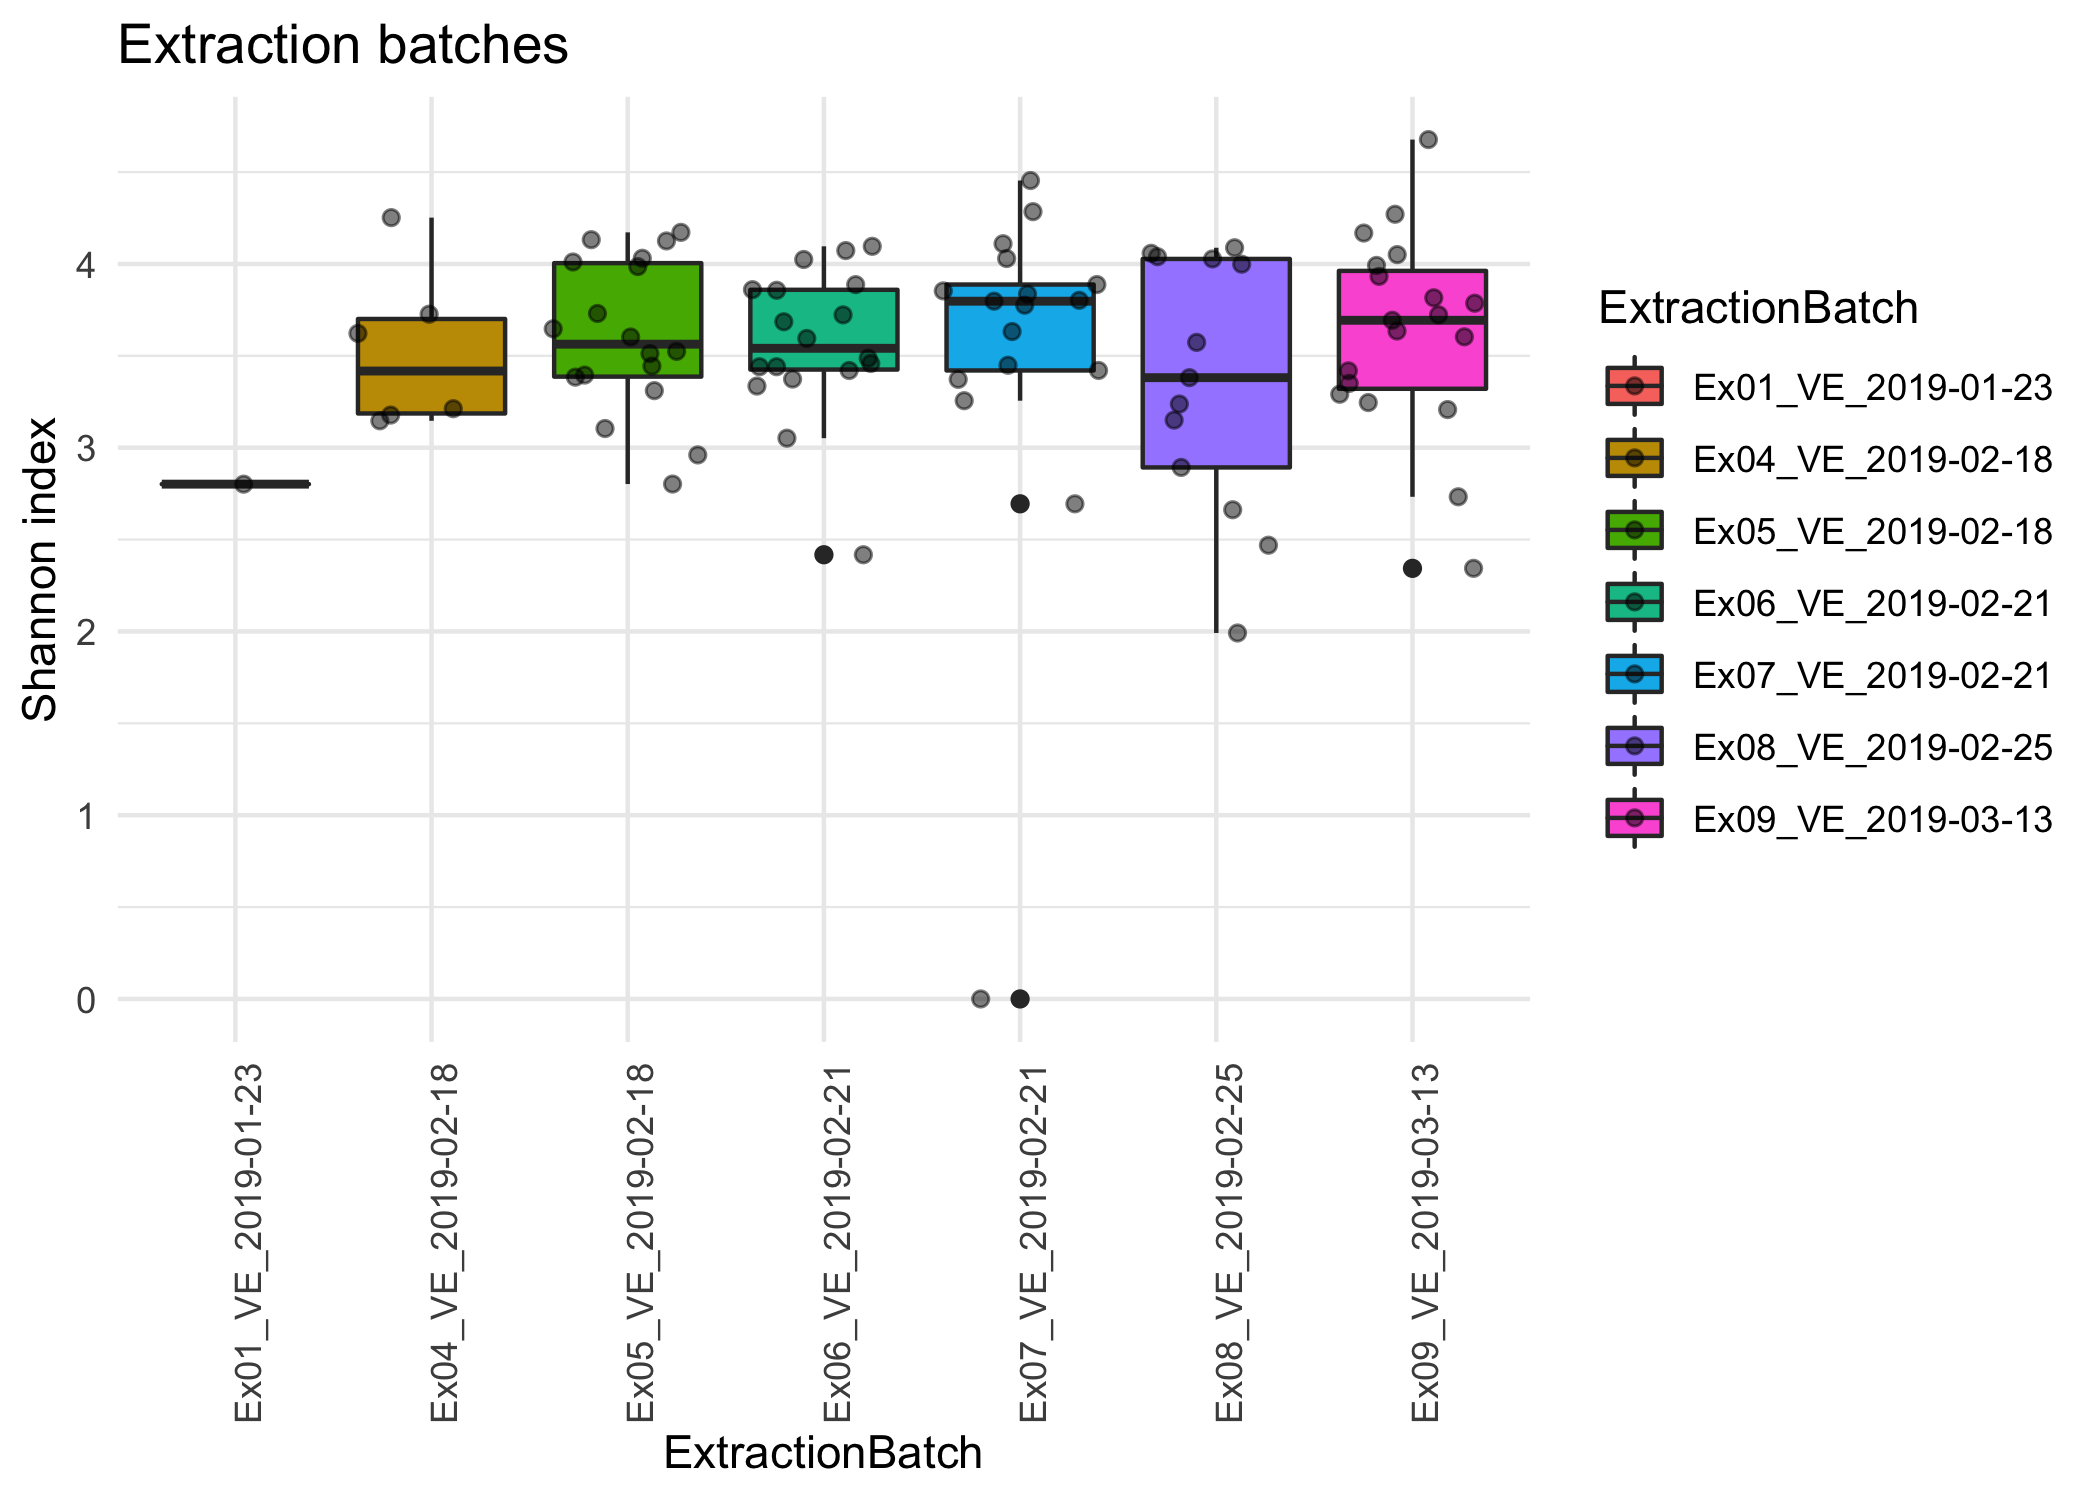 Extraction batches
Shannon index
4
3
2
1
0
Ex01_VE_2019-01-23
Ex04_VE_2019-02-18
Ex05_VE_2019-02-18
Ex06_VE_2019-02-21
Ex07_VE_2019-02-21
Ex08_VE_2019-02-25
Ex09_VE_2019-03-13
ExtractionBatch
ExtractionBatch
Ex01_VE_2019-01-23
Ex04_VE_2019-02-18
Ex05_VE_2019-02-18
Ex06_VE_2019-02-21
Ex07_VE_2019-02-21
Ex08_VE_2019-02-25
Ex09_VE_2019-03-13